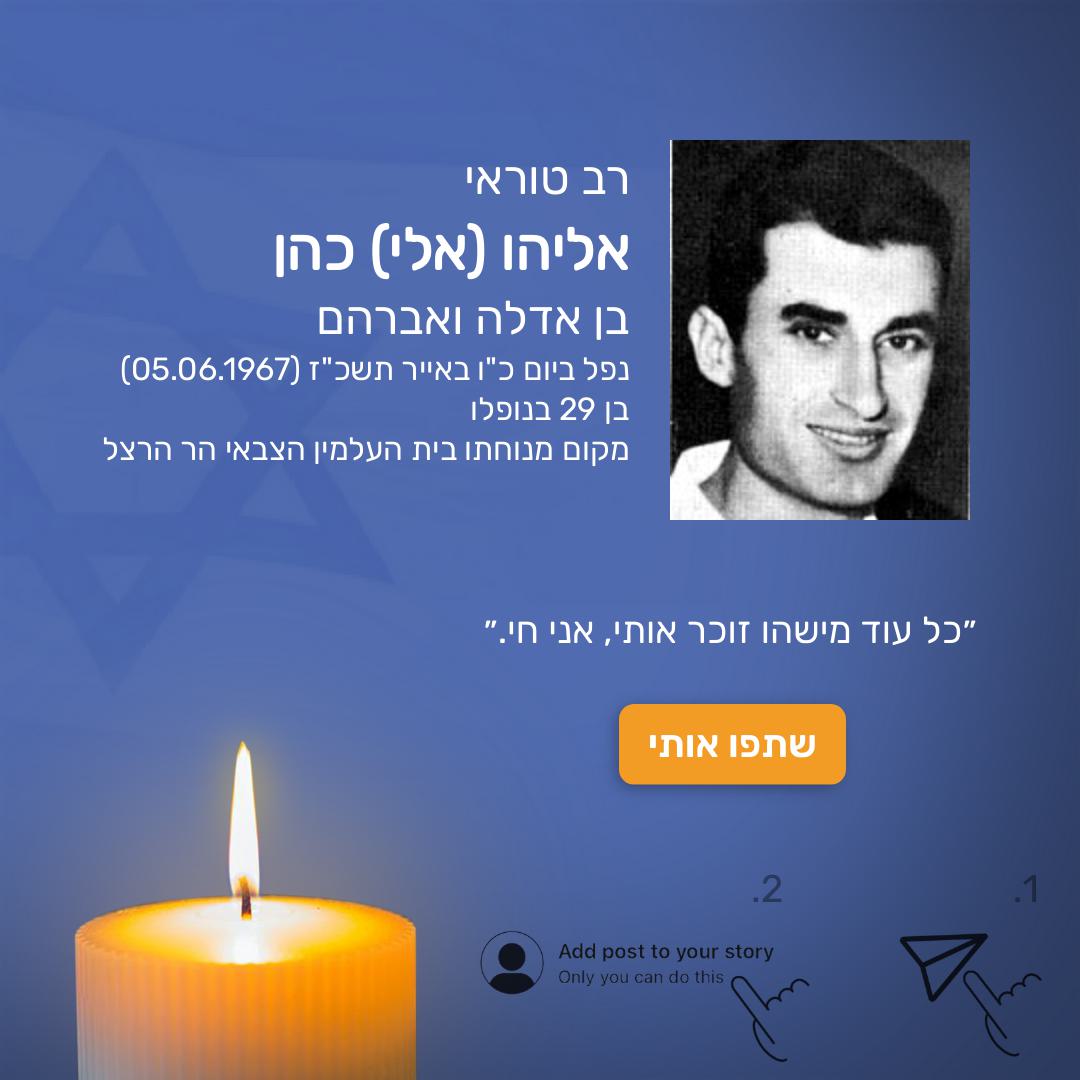 רב טוראי
אליהו (אלי) כהן
בן אדלה ואברהם
נפל ביום כ"ו באייר תשכ"ז (05.06.1967)
בן 29 בנופלו
מקום מנוחתו בית העלמין הצבאי הר הרצל
״כל עוד מישהו זוכר אותי, אני חי.״
שתפו אותי
.1
.2
Add post to your story
Only you can do this